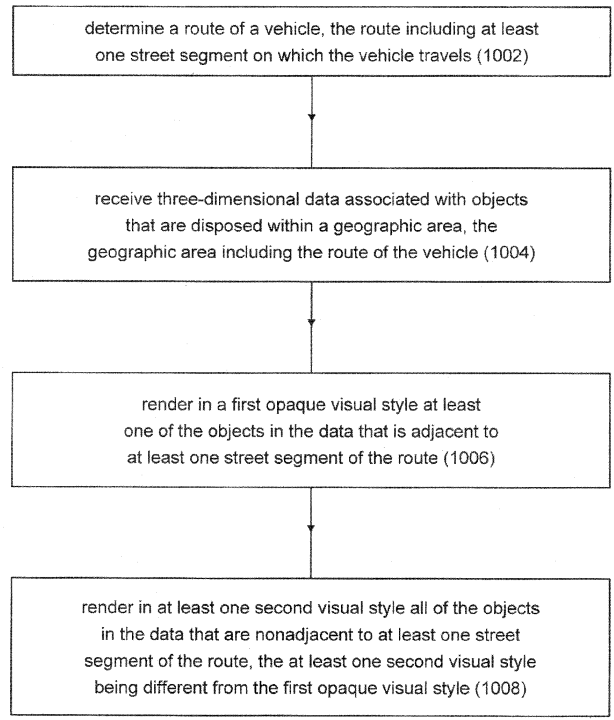 determine a route of a vehicle, the route including at least
one street segment on which the vehicle travels (1002)
receive three-dimensional data associated with objects
that are disposed within a geographic area, the
geographic area including the route of the vehicle (1004)
render in a first opaque visual style at least
one of the objects in the data that is adjacent to
at least one street segment of the route (1006)
render in at least one second visual style all of the objects
in the data that are nonadjacent to at least one street
segment of the route, the at least one second visual style
being different from the first opaque visual style (1008)